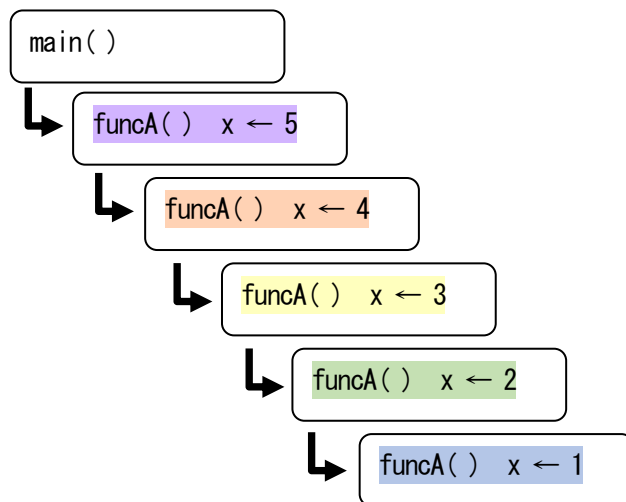 main( )
funcA( )  x ← 5
funcA( )  x ← 4
funcA( )  x ← 3
funcA( )  x ← 2
funcA( )  x ← 1